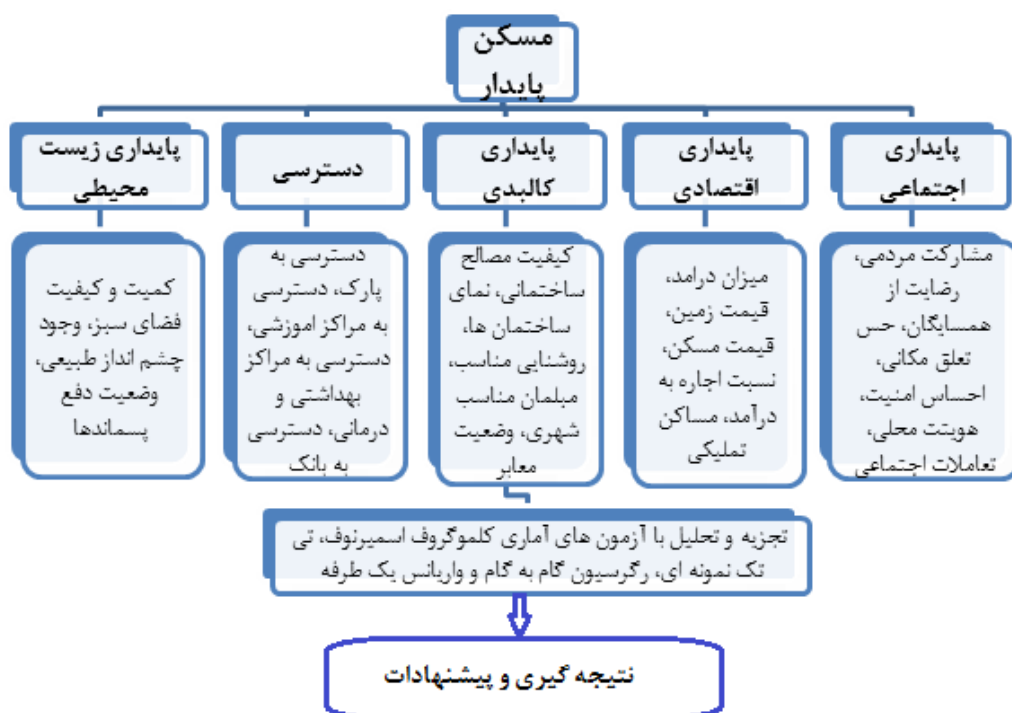 مسکن
پایدار
پایداری
اجتماعی
پایداری
اقتصادی
پایداری
کالبدی
دسترسی
پایداری زیست
محیطی
مشارکت مردمی،
رضایت از
همسایگان، حس
تعلق مکانی،
احساس امنیت،
هویتت محلی،
تعاملات اجتماعی
میزان درامد،
قیمت زمین،
قیمت مسکن،
نسبت اجاره به
درآمد، مساکن
تملیکی
کیفیت مصالح
ساختمانی، نمای
ساختمان ها،
روشنایی مناسب،
مبلمان مناسب
شهری، وضعیت
معابر
دسترسی به
پارک، دسترسی
به مراکز اموزشی،
دسترسی به مراکز
بهداشتی و
درمانی، دسترسی
به بانک
کمیت و کیفیت
فضای سبز، وجود
چشم انداز طبیعی،
وضعیت دفع
پسماندها
تجزیه و تحلیل با آزمون های آماری کلموگروف اسمیرنوف، تی
تک نمونه ای، رگرسیون گام به گام و واریانس یک طرفه
نتیجه گیری و پیشنهادات